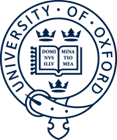 UNIVERSITY · OF · OXFORD
DOMI MINA
NVS TIO
ILLV MEA